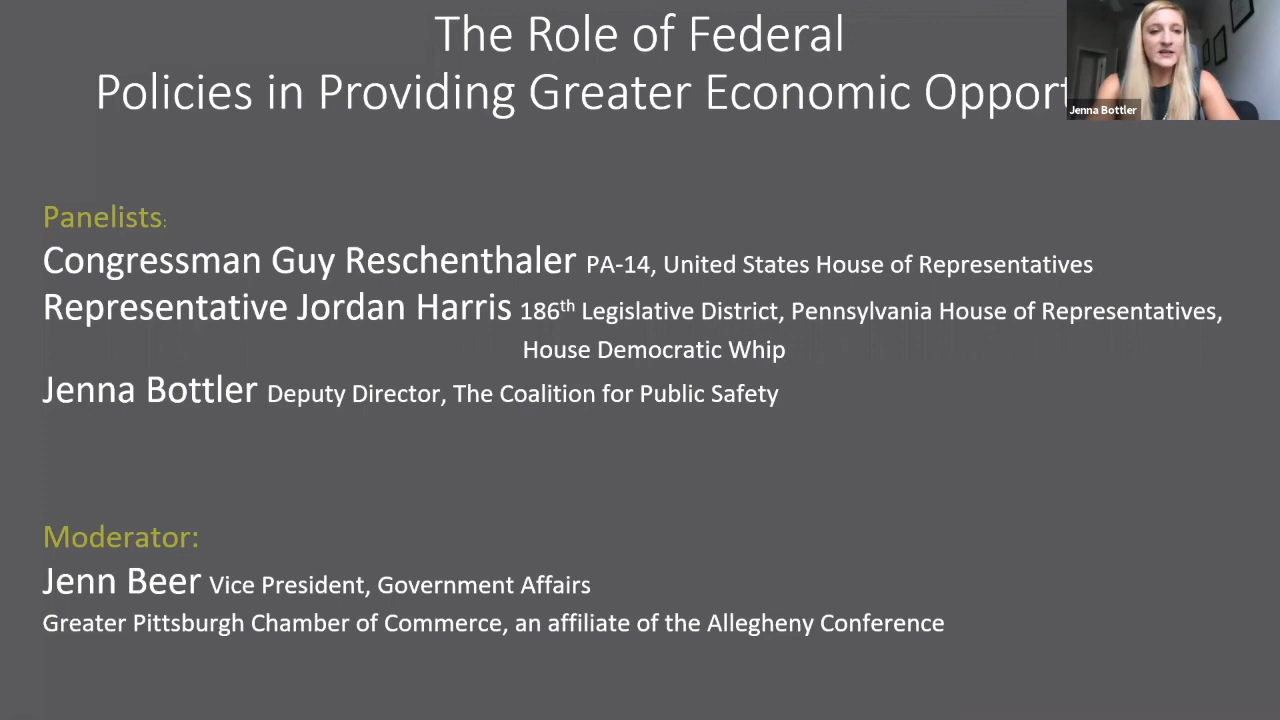 The Role of Federal
Policies in Providing Greater Economic Opport
Jenna Bottler
Panelists:
Congressman Guy Reschenthaler PA-14, United States House of Representatives
Representative Jordan Harris 186th Legislative District, Pennsylvania House of Representatives,
House Democratic Whip
Jenna Bottler Deputy Director, The Coalition for Public Safety
Moderator:
Jenn Beer Vice President, Government Affairs
Greater Pittsburgh Chamber of Commerce, an affiliate of the Allegheny Conference